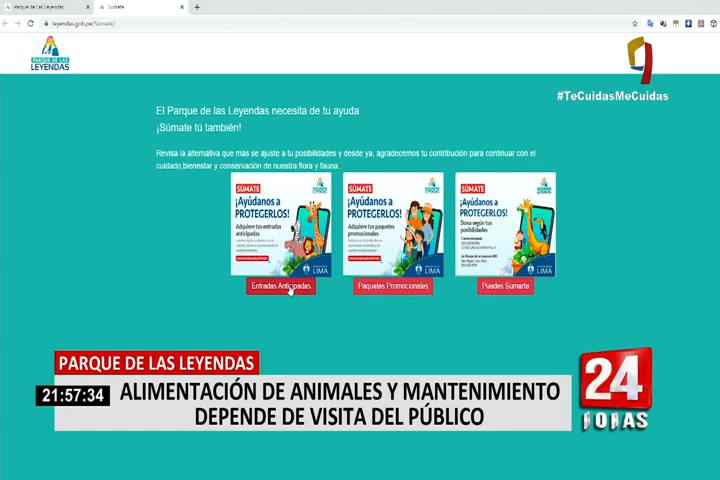 Parque de Las Leyendas
Súmate
leyendas.gob.pe/Sumate/
PARQUE DE LAS
LEYENDAS
9
#TeCuidasMeCuidas
El Parque de las Leyendas necesita de tu ayuda
¡Súmate tú también!
Revisa la alternativa que más se ajuste a tu posibilidades y desde ya, agradecemos tu contribución para continuar con el
cuidado,bienestar y conservación de nuestra flora y fauna.
SÚMATE
¡Ayúdanos a
PROTEGERLOS!
Adquiere tus entradas
anticipadas
LIMA
Entradas Anticipadas
SÚMATE
¡Ayúdanos a
PROTEGERLOS!
Adquiere tus paquetes
promocionales
LIMA
Paquetes Promocionales
SÚMATE
¡Ayúdanos a
PROTEGERLOS!
Dona según tus
posibilidades
LIMA
Puedes Sumarte
PARQUE DE LAS LEYENDAS
21:57:34
ALIMENTACIÓN DE ANIMALES Y MANTENIMIENTO
DEPENDE DE VISITA DEL PÚBLICO
24
HORAS